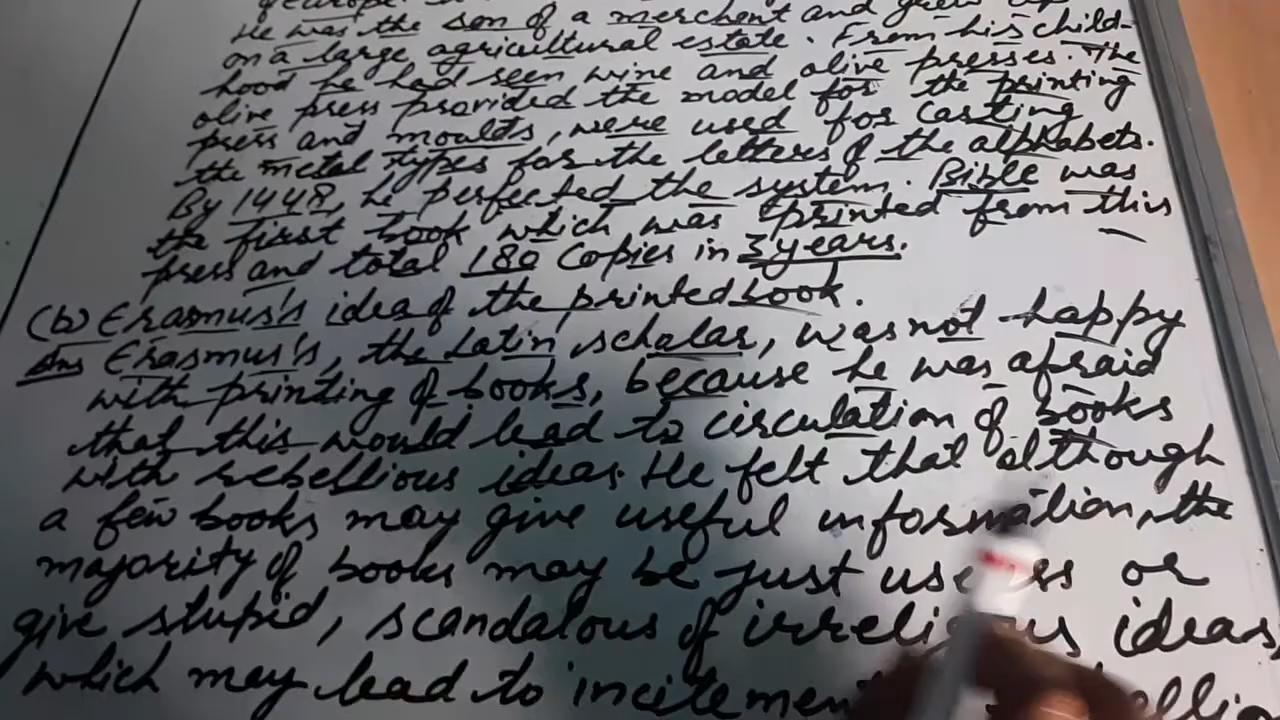 of Europe.
He was the son of a merchant and grew up
on a large agricultural estate. From his child-
hood he had seen wine and olive presses. The
olive press provided the model for the printing
press and moulds, were used for casting
the metal types for the letters of the alphabets.
By 1448, he perfected the system. Bible was
the first book which was printed from this
press and total 180 Copies in 3 years.
(b) Erasmus's idea of the printed book.
Ans Erasmus's, the Latin scholar, was not happy
with printing of books, because he was afraid
that this would lead to circulation of books
with rebellious ideas. He felt that although
a few books may give useful information, the
majority of books may be just or
give stupid, scandalous of ideas,
which may lead to